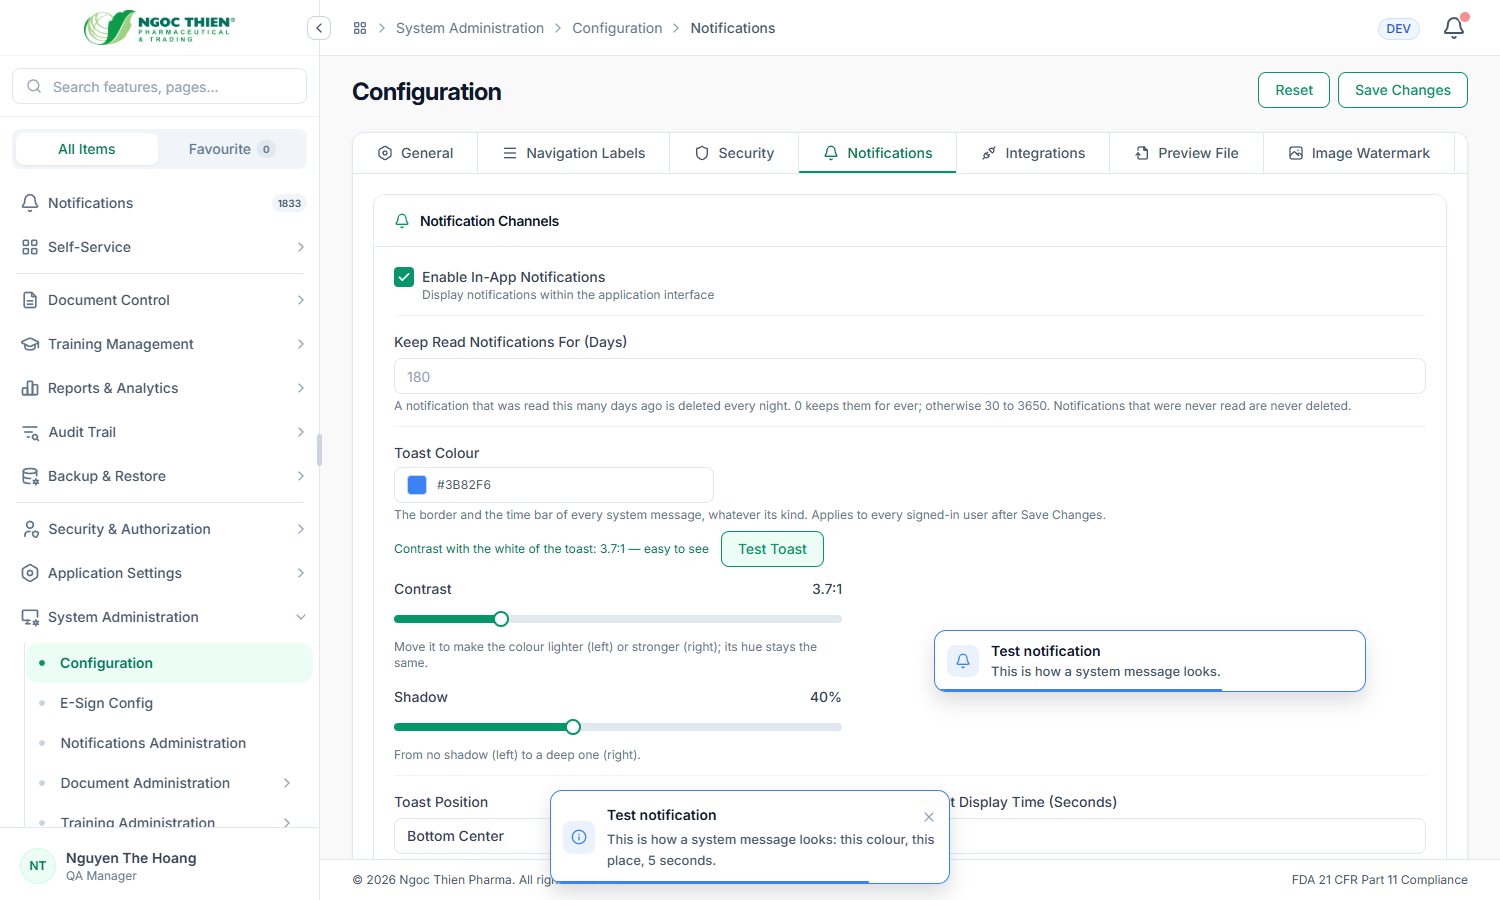 NGOC THIEN®
PHARMACEUTICAL
& TRADING
System Administration
Configuration
Notifications
DEV
Search features, pages...
All Items
Favourite 0
Notifications 1833
Self-Service
Document Control
Training Management
Reports & Analytics
Audit Trail
Backup & Restore
Security & Authorization
Application Settings
System Administration
Configuration
E-Sign Config
Notifications Administration
Document Administration
Training Administration
NT
Nguyen The Hoang
QA Manager
Configuration
Reset
Save Changes
General
Navigation Labels
Security
Notifications
Integrations
Preview File
Image Watermark
Notification Channels
Enable In-App Notifications
Display notifications within the application interface
Keep Read Notifications For (Days)
180
A notification that was read this many days ago is deleted every night. 0 keeps them for ever; otherwise 30 to 3650. Notifications that were never read are never deleted.
Toast Colour
#3B82F6
The border and the time bar of every system message, whatever its kind. Applies to every signed-in user after Save Changes.
Contrast with the white of the toast: 3.7:1 — easy to see
Test Toast
Contrast 3.7:1
Move it to make the colour lighter (left) or stronger (right); its hue stays the
same.
Shadow 40%
From no shadow (left) to a deep one (right).
Test notification
This is how a system message looks.
Toast Position
t Display Time (Seconds)
Bottom Center
Test notification
This is how a system message looks: this colour, this
place, 5 seconds.
© 2026 Ngoc Thien Pharma. All righ
FDA 21 CFR Part 11 Compliance